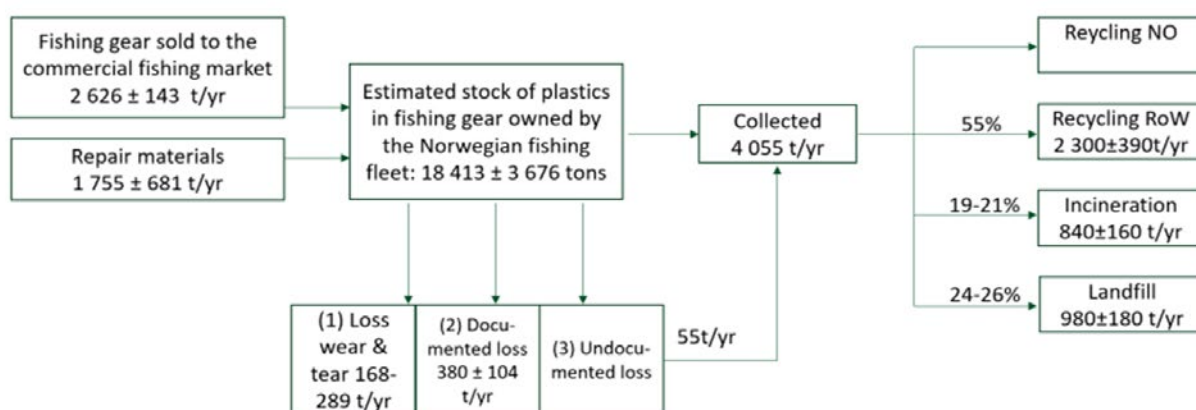 Fishing gear sold to the
commercial fishing market
2 626 ± 143 t/yr
Repair materials
1 755 ± 681 t/yr
Estimated stock of plastics
in fishing gear owned by
the Norwegian fishing
fleet: 18 413 ± 3 676 tons
(1) Loss
wear &
tear 168-
289 t/yr
(2) Docu-
mented loss
380 ± 104
t/yr
(3) Undocu-
mented loss
55t/yr
Collected
4 055 t/yr
Reycling NO
55%
Recycling RoW
2 300±390t/yr
19-21%
Incineration
840±160 t/yr
24-26%
Landfill
980±180 t/yr